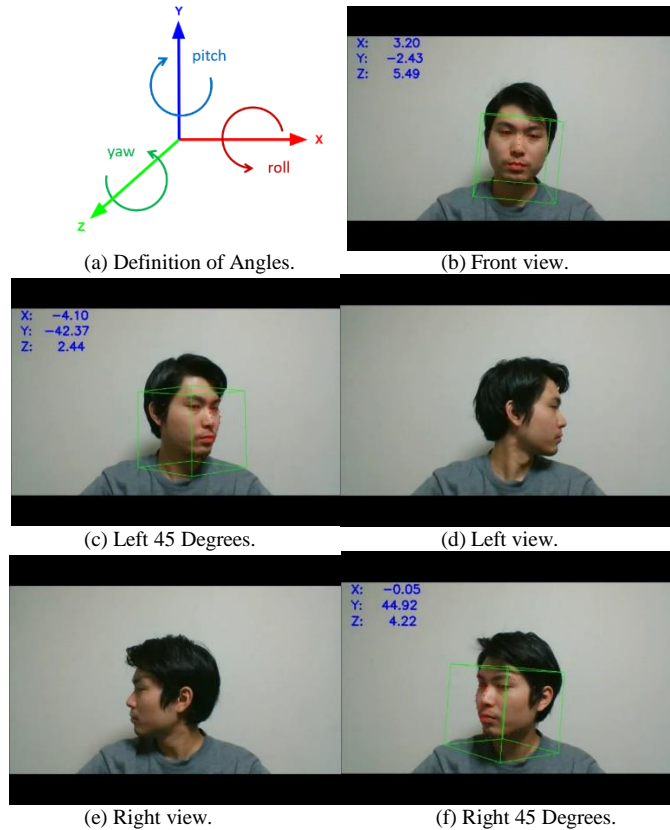 Y
pitch
X
yaw
roll
Z
(a) Definition of Angles.
X: 3.20
Y: -2.43
Z: 5.49
(b) Front view.
X: -4.10
Y: -42.37
Z: 2.44
(c) Left 45 Degrees.
(d) Left view.
(e) Right view.
X: -0.05
Y: 44.92
Z: 4.22
(f) Right 45 Degrees.